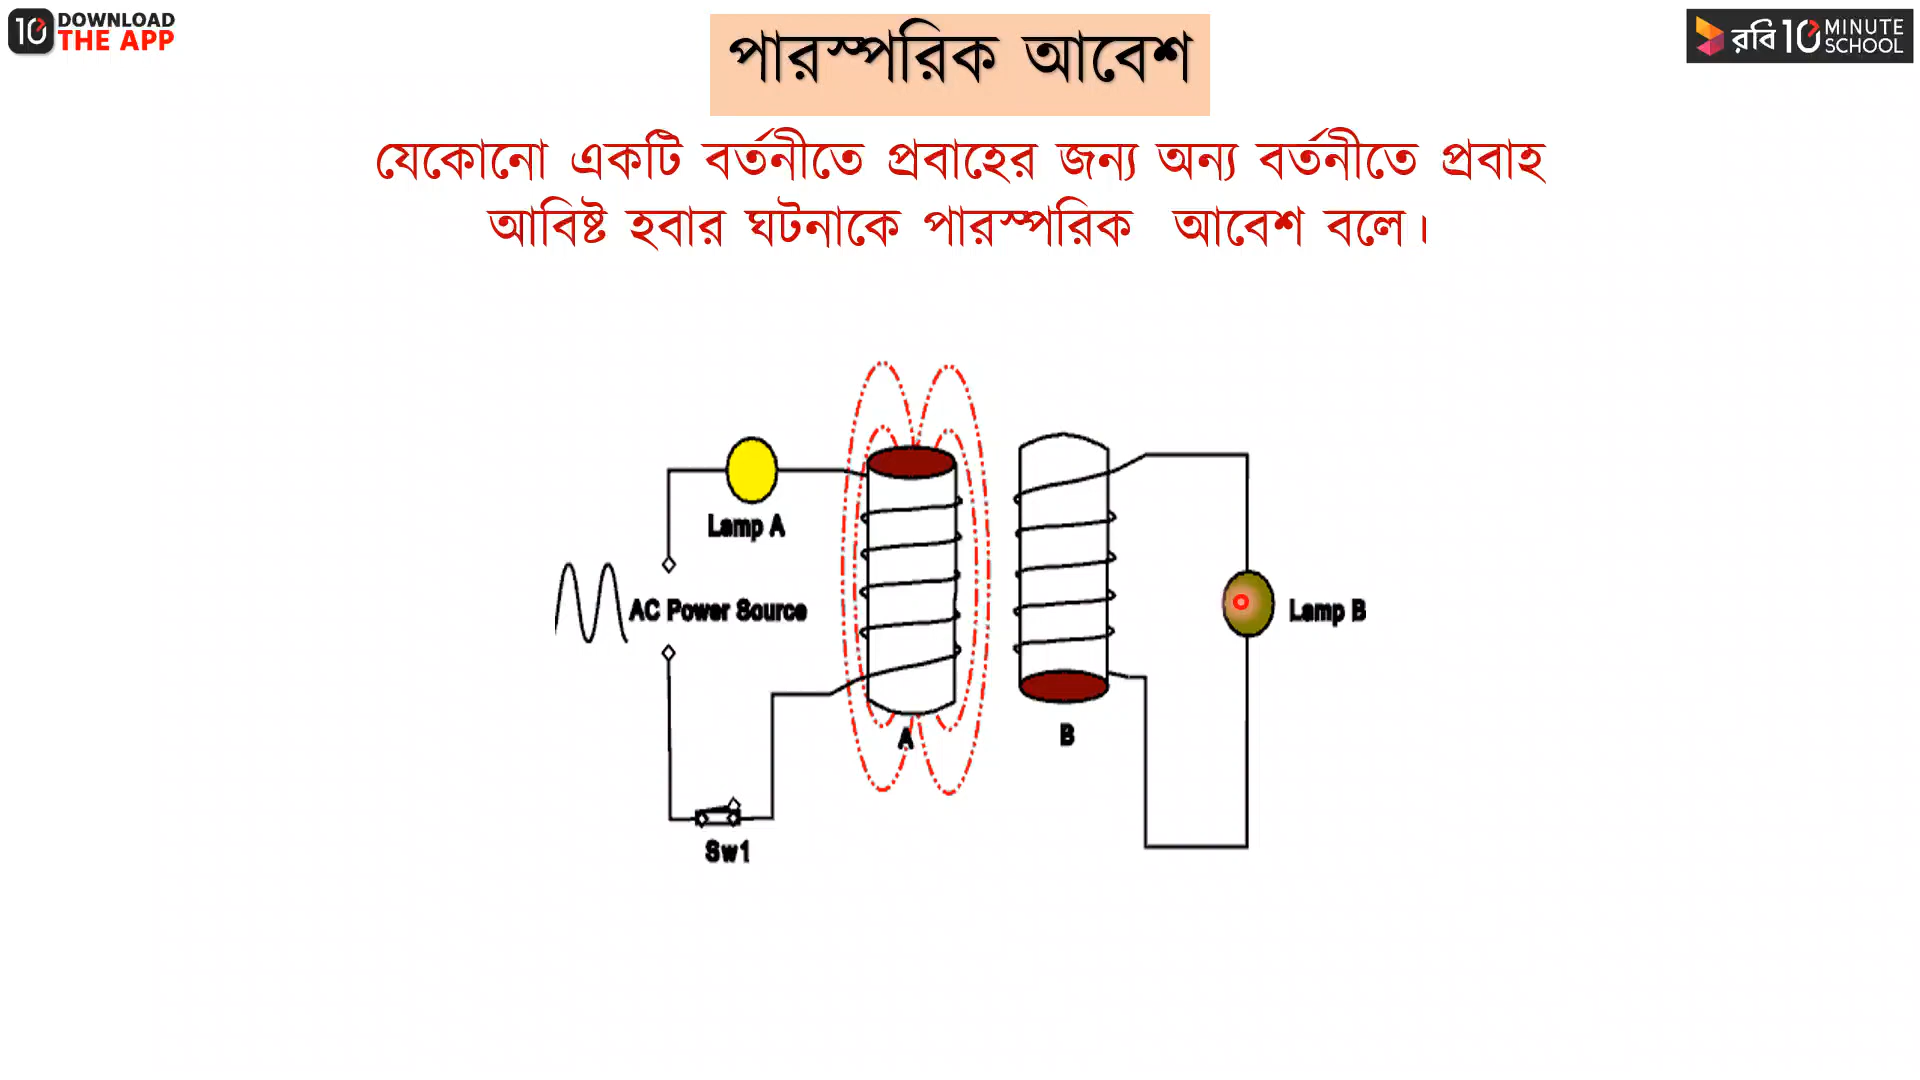 DOWNLOAD
THE APP
পারস্পরিক আবেশ
রবি 10 MINUTE
SCHOOL
যেকোনো একটি বর্তনীতে প্রবাহের জন্য অন্য বর্তনীতে প্রবাহ
আবিষ্ট হবার ঘটনাকে পারস্পরিক আবেশ বলে।
Lamp A
AC Power Source
Lamp B
A
B
Sw1